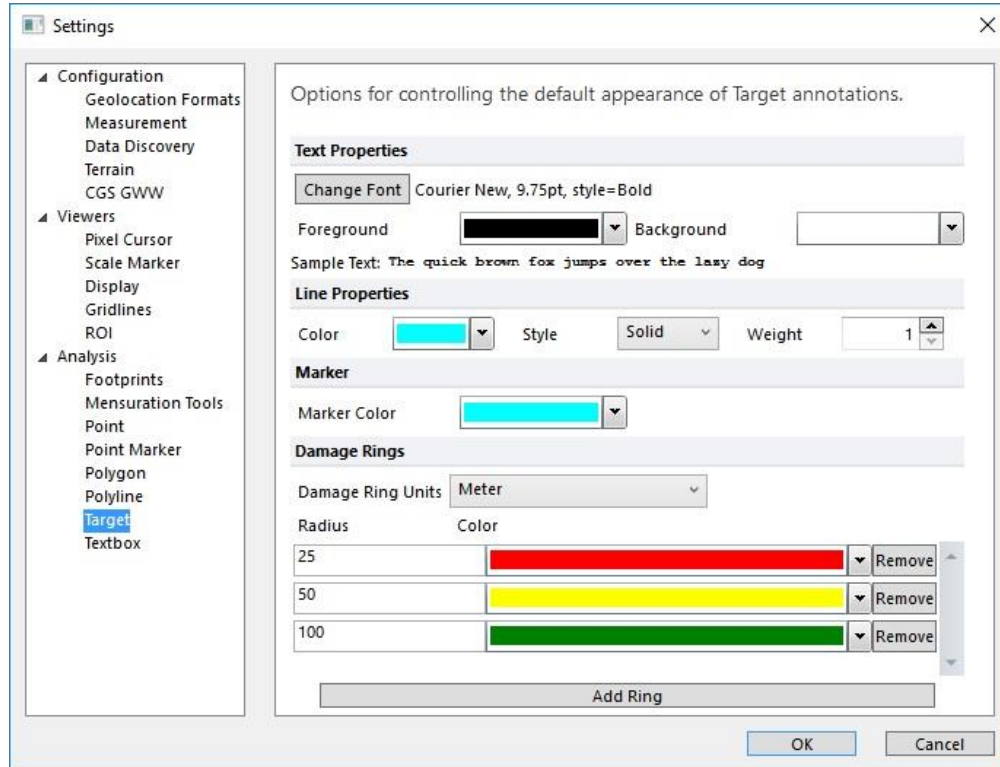 Settings
Configuration
Geolocation Formats
Measurement
Data Discovery
Terrain
CGS GWW
Viewers
Pixel Cursor
Scale Marker
Display
Gridlines
ROI
Analysis
Footprints
Mensuration Tools
Point
Point Marker
Polygon
Polyline
Target
Textbox
Options for controlling the default appearance of Target annotations.
Text Properties
Change Font Courier New, 9.75pt, style=Bold
Foreground Background
Sample Text: The quick brown fox jumps over the lazy dog
Line Properties
Color Style Solid Weight 1
Marker
Marker Color
Damage Rings
Damage Ring Units Meter
Radius Color
25 Remove
50 Remove
100 Remove
Add Ring
OK Cancel